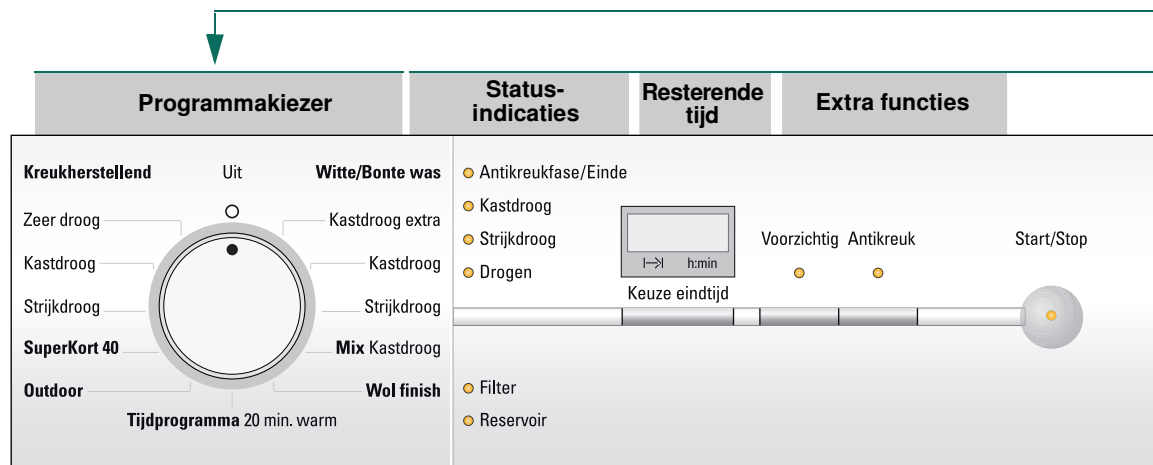 Programmakiezer
Status-
indicaties
Resterende
tijd
Extra functies
Kreukherstellend
Uit
Witte/Bonte was
Zeer droog
Kastdroog extra
Kastdroog
Kastdroog
Strijkdroog
Strijkdroog
SuperKort 40
Mix Kastdroog
Outdoor
Wol finish
Tijdprogramma 20 min. warm
Antikreukfase/Einde
Kastdroog
Strijkdroog
Drogen
h:min
Keuze eindtijd
Voorzichtig
Antikreuk
Start/Stop
Filter
Reservoir